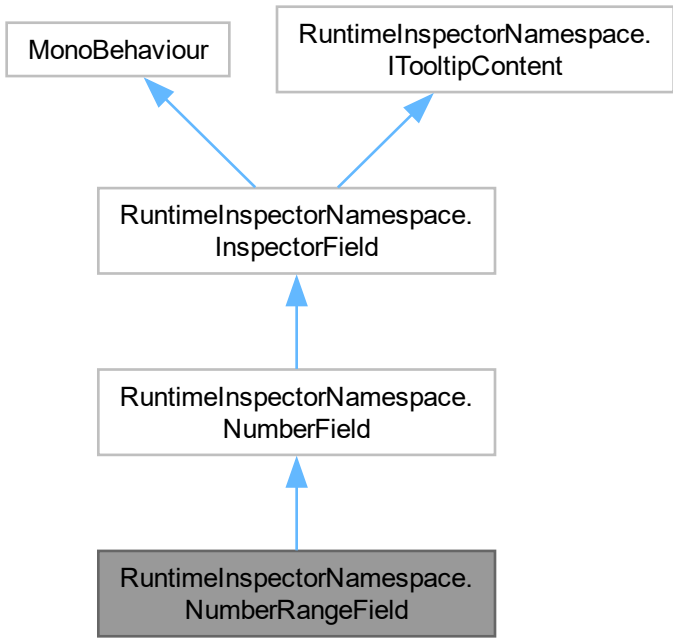 MonoBehaviour
RuntimeInspectorNamespace.
ITooltipContent
RuntimeInspectorNamespace.
InspectorField
RuntimeInspectorNamespace.
NumberField
RuntimeInspectorNamespace.
NumberRangeField